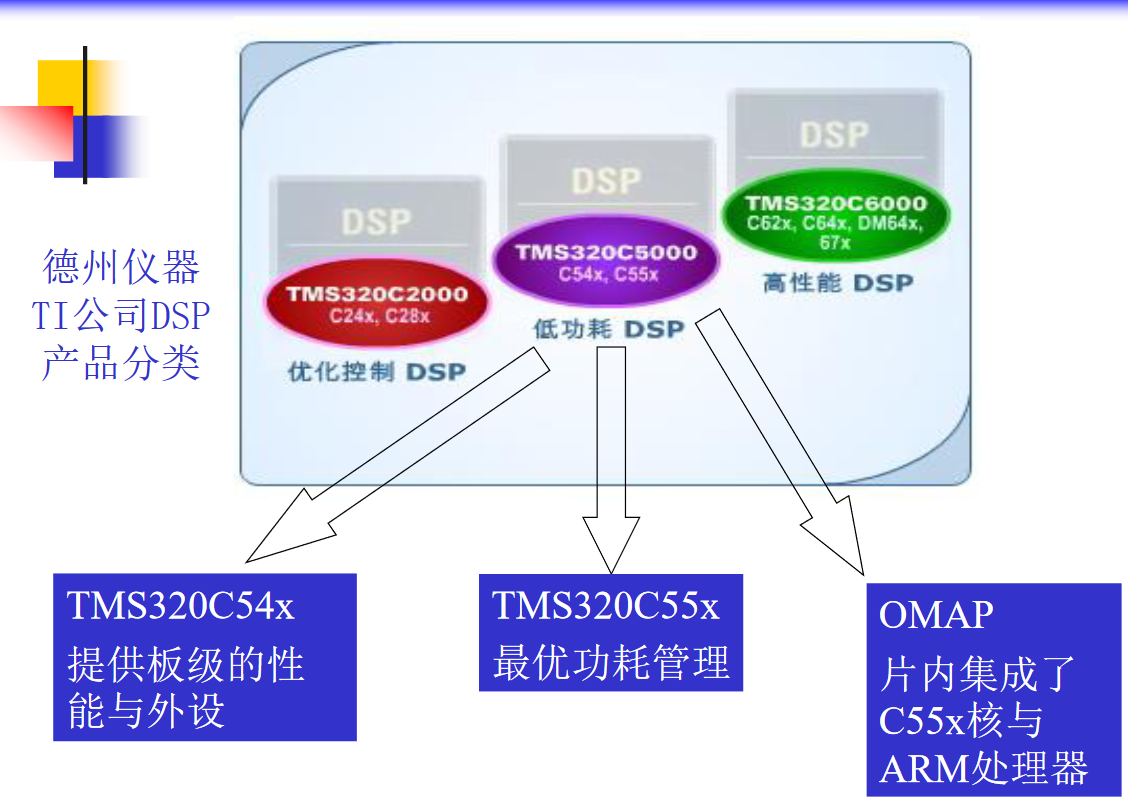 德州仪器
TI公司DSP
产品分类
DSP
TMS320C2000
C24x, C28x
优化控制 DSP
DSP
TMS320C5000
C54x, C55x
低功耗 DSP
DSP
TMS320C6000
C62x, C64x, DM64x,
67x
高性能 DSP
TMS320C54x
提供板级的性
能与外设
TMS320C55x
最优功耗管理
OMAP
片内集成了
C55x核与
ARM处理器